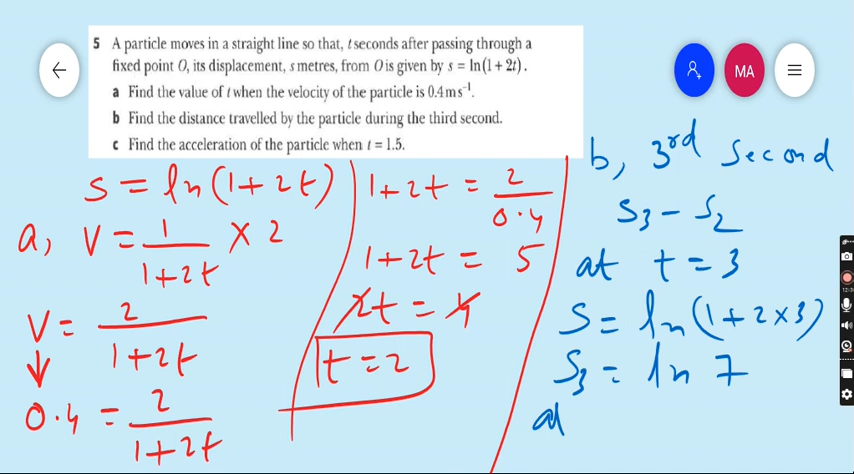 5 A particle moves in a straight line so that, t seconds after passing through a
fixed point O, its displacement, s metres, from O is given by s = ln(1 + 2t).
a Find the value of t when the velocity of the particle is 0.4 ms⁻¹.
b Find the distance travelled by the particle during the third second.
c Find the acceleration of the particle when t = 1.5.
MA
S = ln(1+2t)
a, V = 1/(1+2t) × 2
V = 2/(1+2t)
↓
0.4 = 2/(1+2t)
1+2t = 2/0.4
1+2t = 5
2t = 4
t = 2
b, 3rd Second
S₃ - S₂
at t = 3
S = ln(1+2×3)
S₃ = ln 7